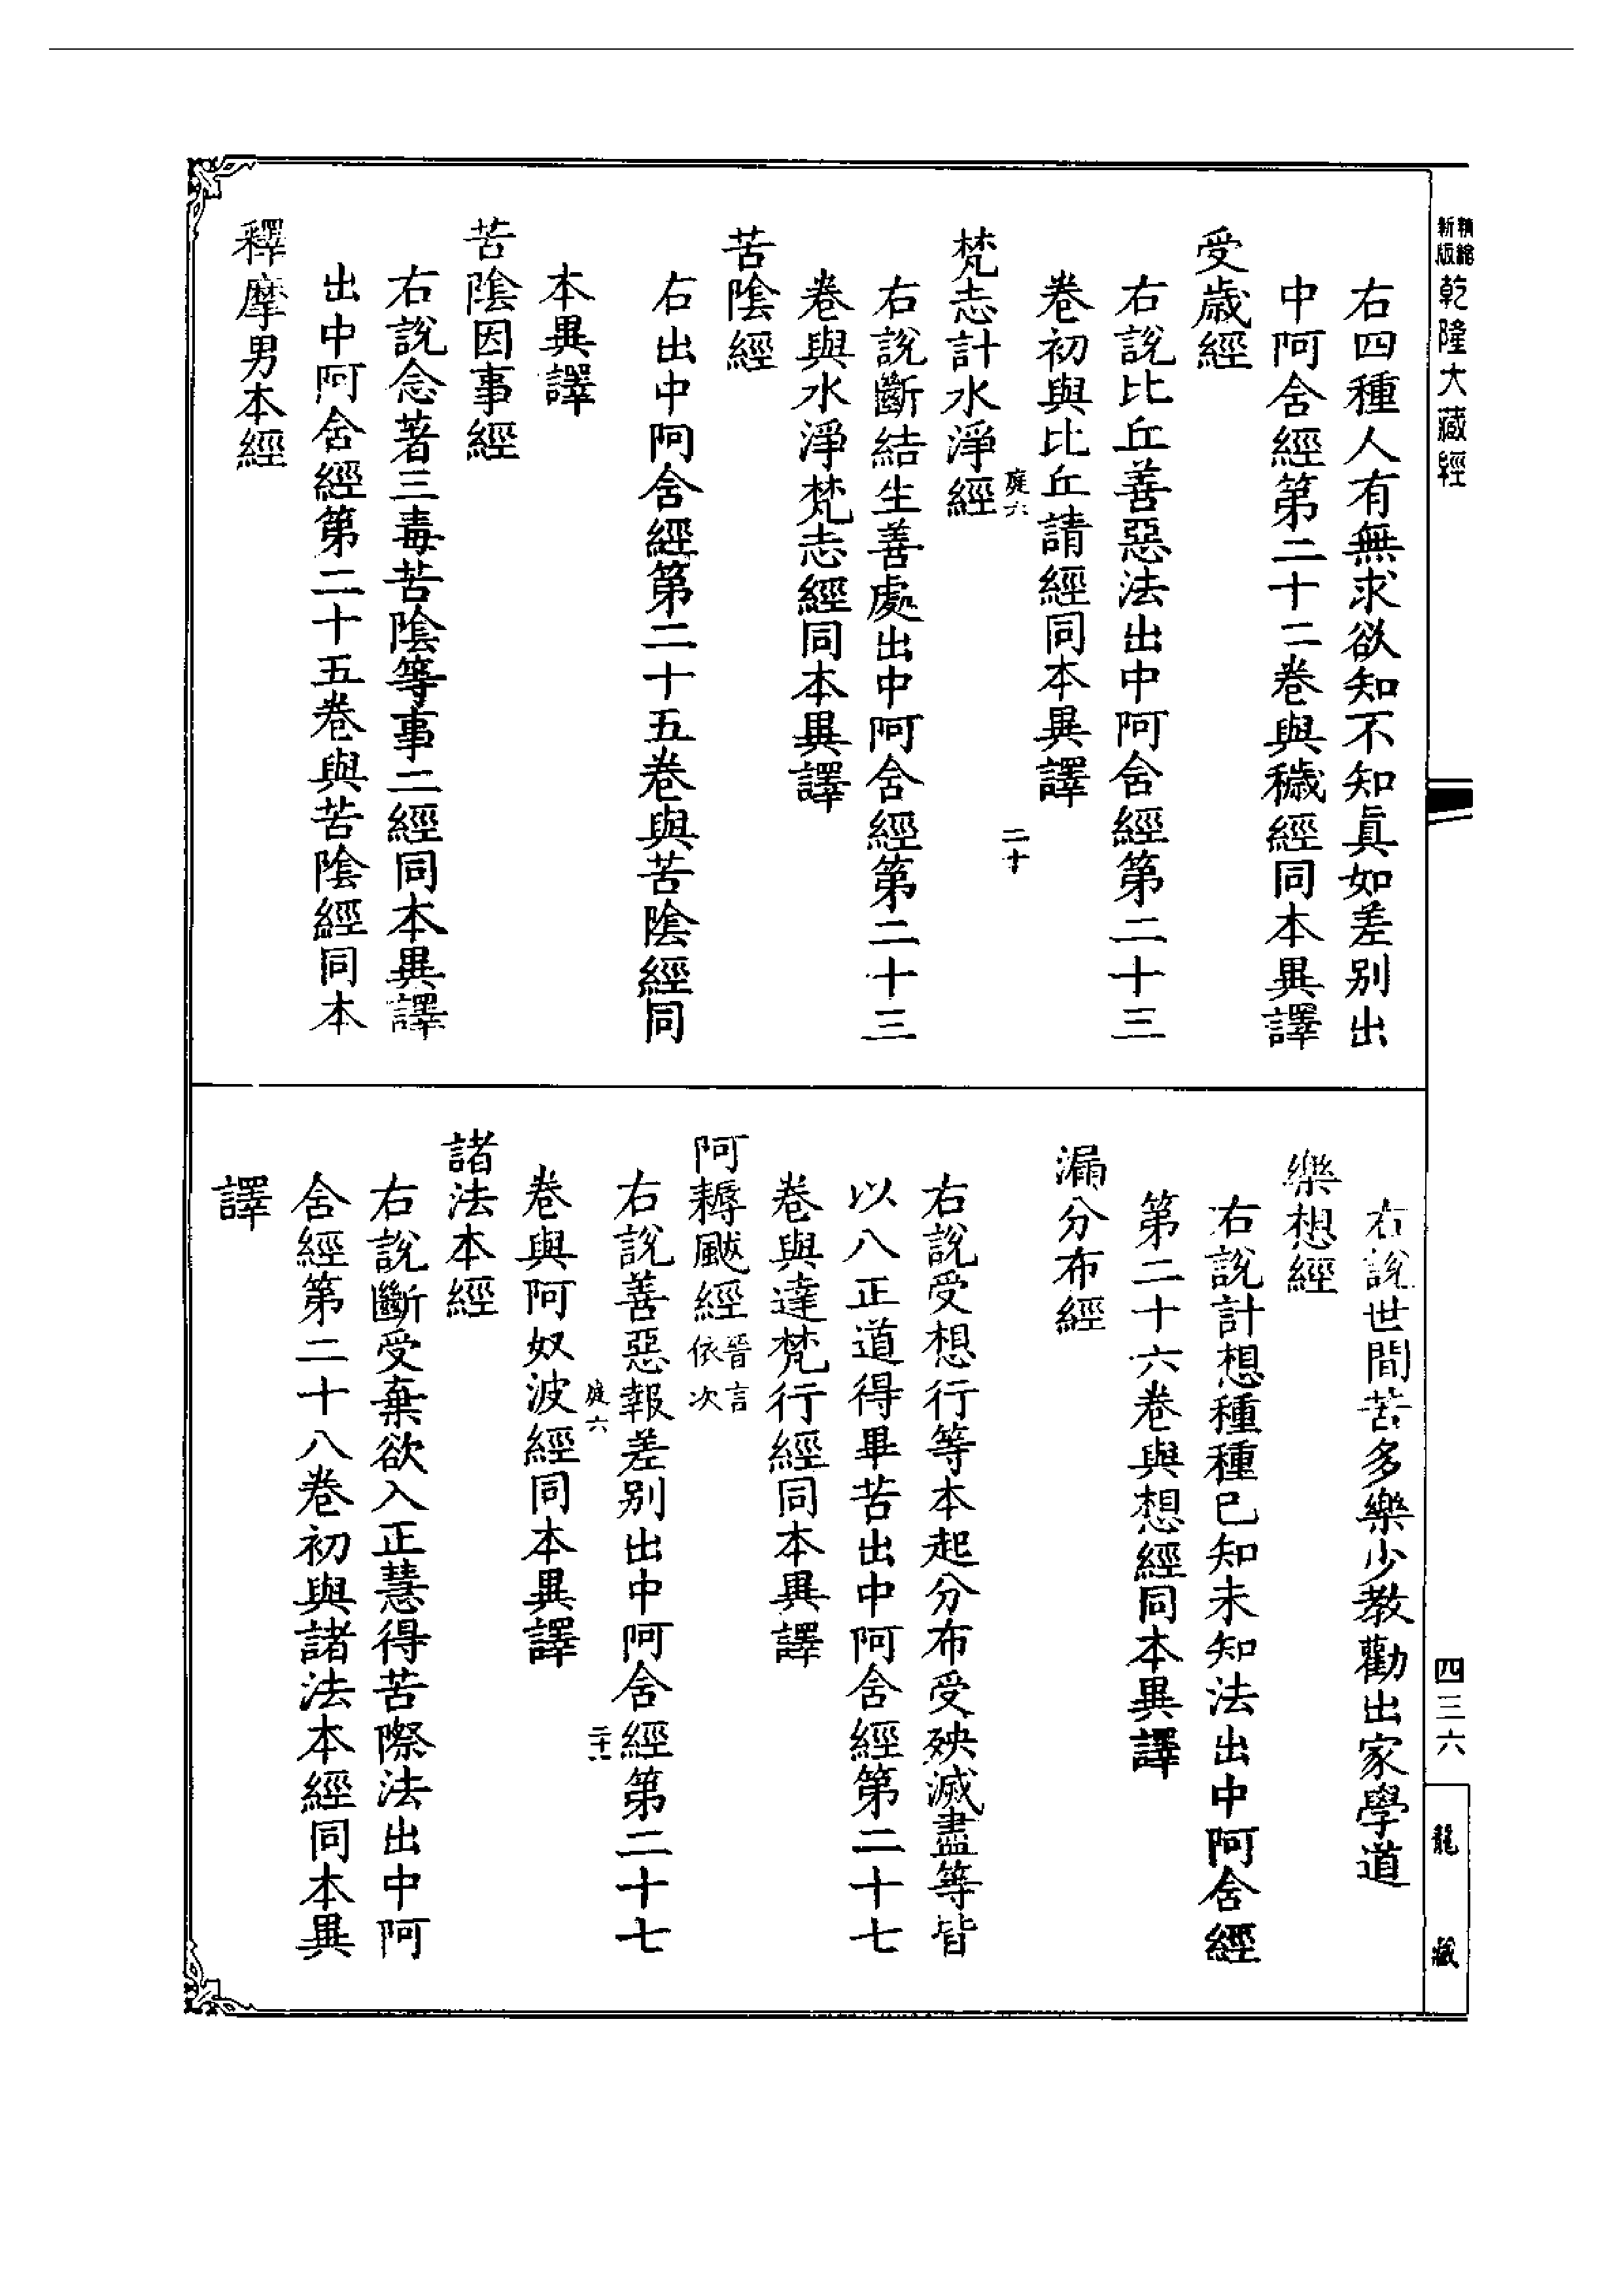 精縮
新版
乾隆大藏經
四三六
龍藏
右四種人有無求欲知不知眞如差别出
中阿含經第二十二卷與穢經同本異譯
受歲經
右說比丘善惡法出中阿含經第二十三
卷初與比丘請經同本異譯
庭六
二十
梵志計水淨經
右說斷結生善處出中阿含經第二十三
卷與水淨梵志經同本異譯
苦陰經
右出中阿含經第二十五卷與苦陰經同
本異譯
苦陰因事經
右說念著三毒苦陰等事二經同本異譯
出中阿含經第二十五卷與苦陰經同本
釋摩男本經
右說世間苦多樂少教勸出家學道
樂想經
右說計想種種已知未知法出中阿含經
第二十六卷與想經同本異譯
漏分布經
右說受想行等本起分布受殃滅盡等皆
以八正道得畢苦出中阿含經第二十七
卷與達梵行經同本異譯
阿耨颰經
晉言
依次
右說善惡報差别出中阿含經第二十七
庭六
卷與阿奴波經同本異譯
諸法本經
右說斷受棄欲入正慧得苦際法出中阿
含經第二十八卷初與諸法本經同本異
譯